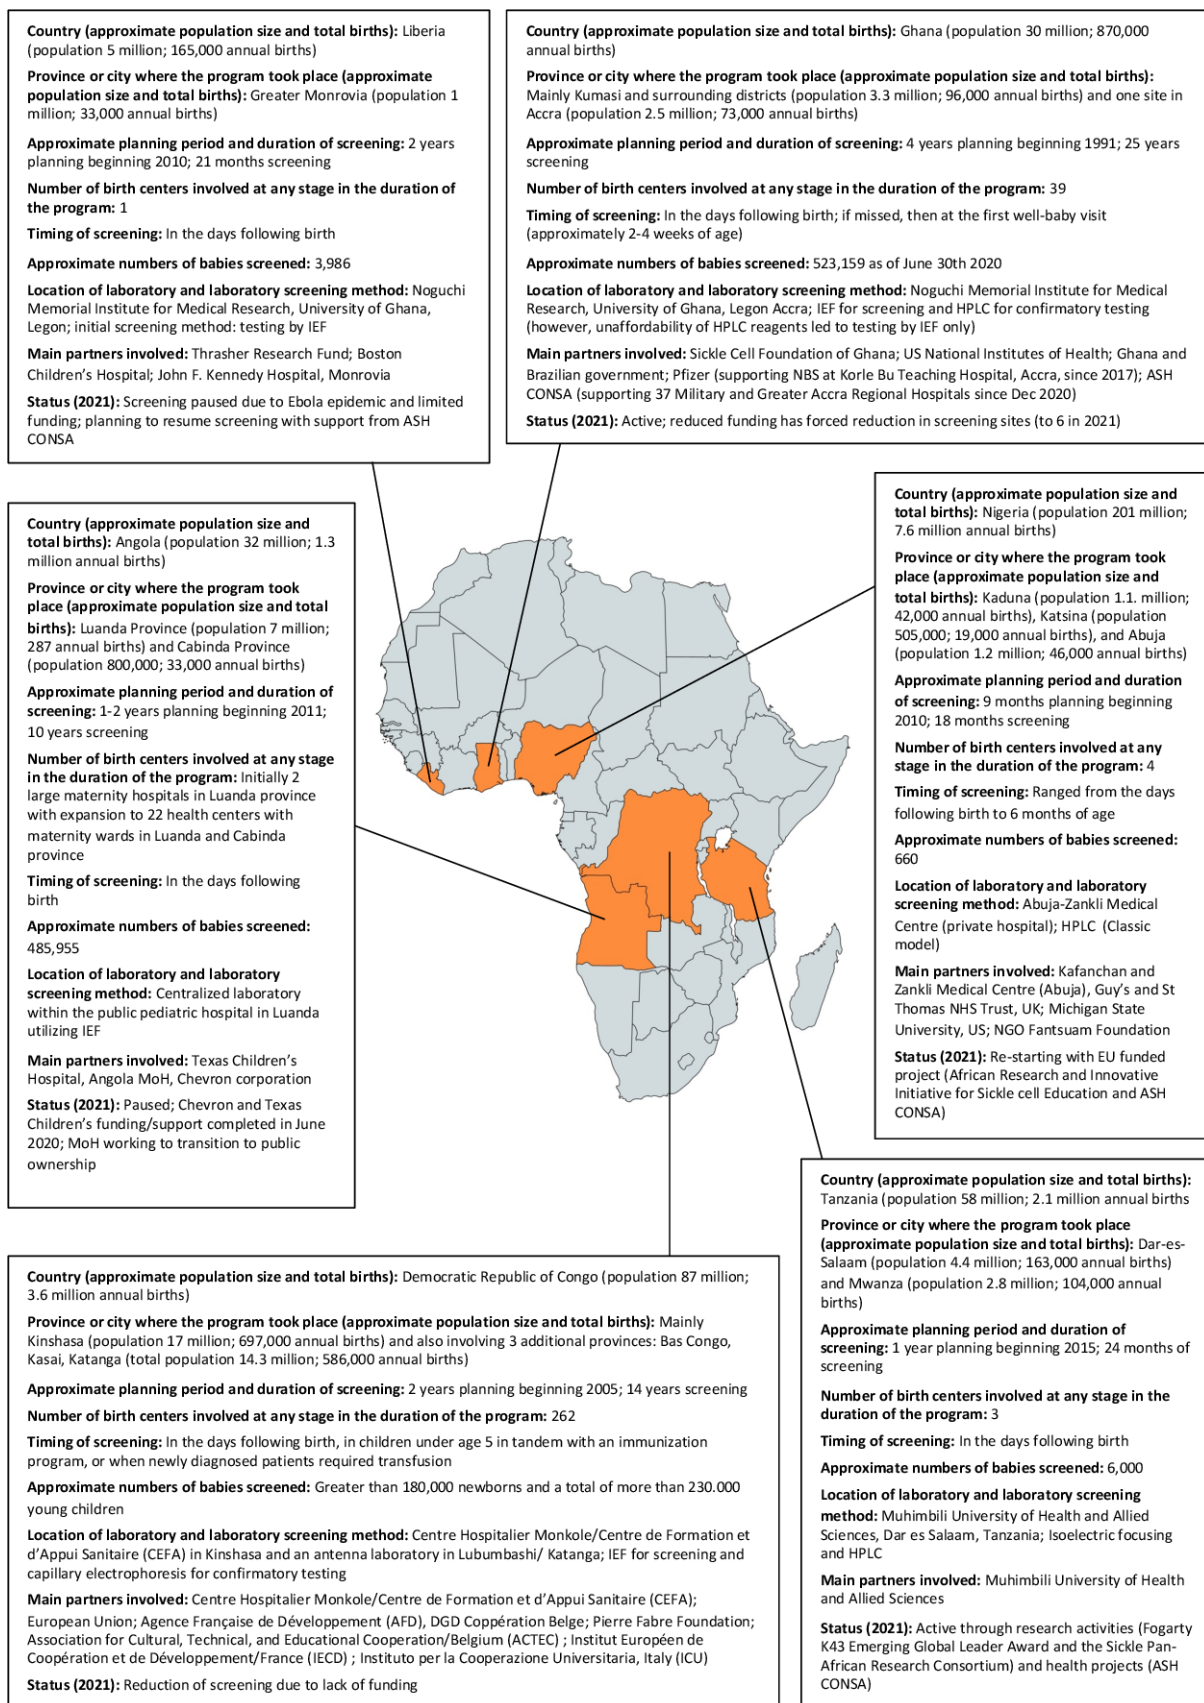 Country (approximate population size and total births): Liberia
(population 5 million; 165,000 annual births)
Province or city where the program took place (approximate
population size and total births): Greater Monrovia (population 1
million; 33,000 annual births)
Approximate planning period and duration of screening: 2 years
planning beginning 2010; 21 months screening
Number of birth centers involved at any stage in the duration of
the program: 1
Timing of screening: In the days following birth
Approximate numbers of babies screened: 3,986
Location of laboratory and laboratory screening method: Noguchi
Memorial Institute for Medical Research, University of Ghana,
Legon; initial screening method: testing by IEF
Main partners involved: Thrasher Research Fund; Boston
Children's Hospital; John F. Kennedy Hospital, Monrovia
Status (2021): Screening paused due to Ebola epidemic and limited
funding; planning to resume screening with support from ASH
CONSA
Country (approximate population size and total births): Ghana (population 30 million; 870,000
annual births)
Province or city where the program took place (approximate population size and total births):
Mainly Kumasi and surrounding districts (population 3.3 million; 96,000 annual births) and one site in
Accra (population 2.5 million; 73,000 annual births)
Approximate planning period and duration of screening: 4 years planning beginning 1991; 25 years
screening
Number of birth centers involved at any stage in the duration of the program: 39
Timing of screening: In the days following birth; if missed, then at the first well-baby visit
(approximately 2-4 weeks of age)
Approximate numbers of babies screened: 523,159 as of June 30th 2020
Location of laboratory and laboratory screening method: Noguchi Memorial Institute for Medical
Research, University of Ghana, Legon Accra; IEF for screening and HPLC for confirmatory testing
(however, unaffordability of HPLC reagents led to testing by IEF only)
Main partners involved: Sickle Cell Foundation of Ghana; US National Institutes of Health; Ghana and
Brazilian government; Pfizer (supporting NBS at Korle Bu Teaching Hospital, Accra, since 2017); ASH
CONSA (supporting 37 Military and Greater Accra Regional Hospitals since Dec 2020)
Status (2021): Active; reduced funding has forced reduction in screening sites (to 6 in 2021)
Country (approximate population size and
total births): Angola (population 32 million; 1.3
million annual births)
Province or city where the program took
place (approximate population size and total
births): Luanda Province (population 7 million;
287 annual births) and Cabinda Province
(population 800,000; 33,000 annual births)
Approximate planning period and duration of
screening: 1-2 years planning beginning 2011;
10 years screening
Number of birth centers involved at any stage
in the duration of the program: Initially 2
large maternity hospitals in Luanda province
with expansion to 22 health centers with
maternity wards in Luanda and Cabinda
province
Timing of screening: In the days following
birth
Approximate numbers of babies screened:
485,955
Location of laboratory and laboratory
screening method: Centralized laboratory
within the public pediatric hospital in Luanda
utilizing IEF
Main partners involved: Texas Children's
Hospital, Angola MoH, Chevron corporation
Status (2021): Paused; Chevron and Texas
Children's funding/support completed in June
2020; MoH working to transition to public
ownership
Country (approximate population size and
total births): Nigeria (population 201 million;
7.6 million annual births)
Province or city where the program took
place (approximate population size and
total births): Kaduna (population 1.1. million;
42,000 annual births), Katsina (population
505,000; 19,000 annual births), and Abuja
(population 1.2 million; 46,000 annual births)
Approximate planning period and duration
of screening: 9 months planning beginning
2010; 18 months screening
Number of birth centers involved at any
stage in the duration of the program: 4
Timing of screening: Ranged from the days
following birth to 6 months of age
Approximate numbers of babies screened:
660
Location of laboratory and laboratory
screening method: Abuja-Zankli Medical
Centre (private hospital); HPLC (Classic
model)
Main partners involved: Kafanchan and
Zankli Medical Centre (Abuja), Guy's and St
Thomas NHS Trust, UK; Michigan State
University, US; NGO Fantsuam Foundation
Status (2021): Re-starting with EU funded
project (African Research and Innovative
Initiative for Sickle cell Education and ASH
CONSA)
Country (approximate population size and total births):
Tanzania (population 58 million; 2.1 million annual births
Province or city where the program took place
(approximate population size and total births): Dar-es-
Salaam (population 4.4 million; 163,000 annual births)
and Mwanza (population 2.8 million; 104,000 annual
births)
Approximate planning period and duration of
screening: 1 year planning beginning 2015; 24 months of
screening
Number of birth centers involved at any stage in the
duration of the program: 3
Timing of screening: In the days following birth
Approximate numbers of babies screened: 6,000
Location of laboratory and laboratory screening
method: Muhimbili University of Health and Allied
Sciences, Dar es Salaam, Tanzania; Isoelectric focusing
and HPLC
Main partners involved: Muhimbili University of Health
and Allied Sciences
Status (2021): Active through research activities (Fogarty
K43 Emerging Global Leader Award and the Sickle Pan-
African Research Consortium) and health projects (ASH
CONSA)
Country (approximate population size and total births): Democratic Republic of Congo (population 87 million;
3.6 million annual births)
Province or city where the program took place (approximate population size and total births): Mainly
Kinshasa (population 17 million; 697,000 annual births) and also involving 3 additional provinces: Bas Congo,
Kasai, Katanga (total population 14.3 million; 586,000 annual births)
Approximate planning period and duration of screening: 2 years planning beginning 2005; 14 years screening
Number of birth centers involved at any stage in the duration of the program: 262
Timing of screening: In the days following birth, in children under age 5 in tandem with an immunization
program, or when newly diagnosed patients required transfusion
Approximate numbers of babies screened: Greater than 180,000 newborns and a total of more than 230.000
young children
Location of laboratory and laboratory screening method: Centre Hospitalier Monkole/Centre de Formation et
d'Appui Sanitaire (CEFA) in Kinshasa and an antenna laboratory in Lubumbashi/ Katanga; IEF for screening and
capillary electrophoresis for confirmatory testing
Main partners involved: Centre Hospitalier Monkole/Centre de Formation et d'Appui Sanitaire (CEFA);
European Union; Agence Française de Développement (AFD), DGD Coppération Belge; Pierre Fabre Foundation;
Association for Cultural, Technical, and Educational Cooperation/Belgium (ACTEC) ; Institut Européen de
Coopération et de Développement/France (IECD) ; Instituto per la Cooperazione Universitaria, Italy (ICU)
Status (2021): Reduction of screening due to lack of funding